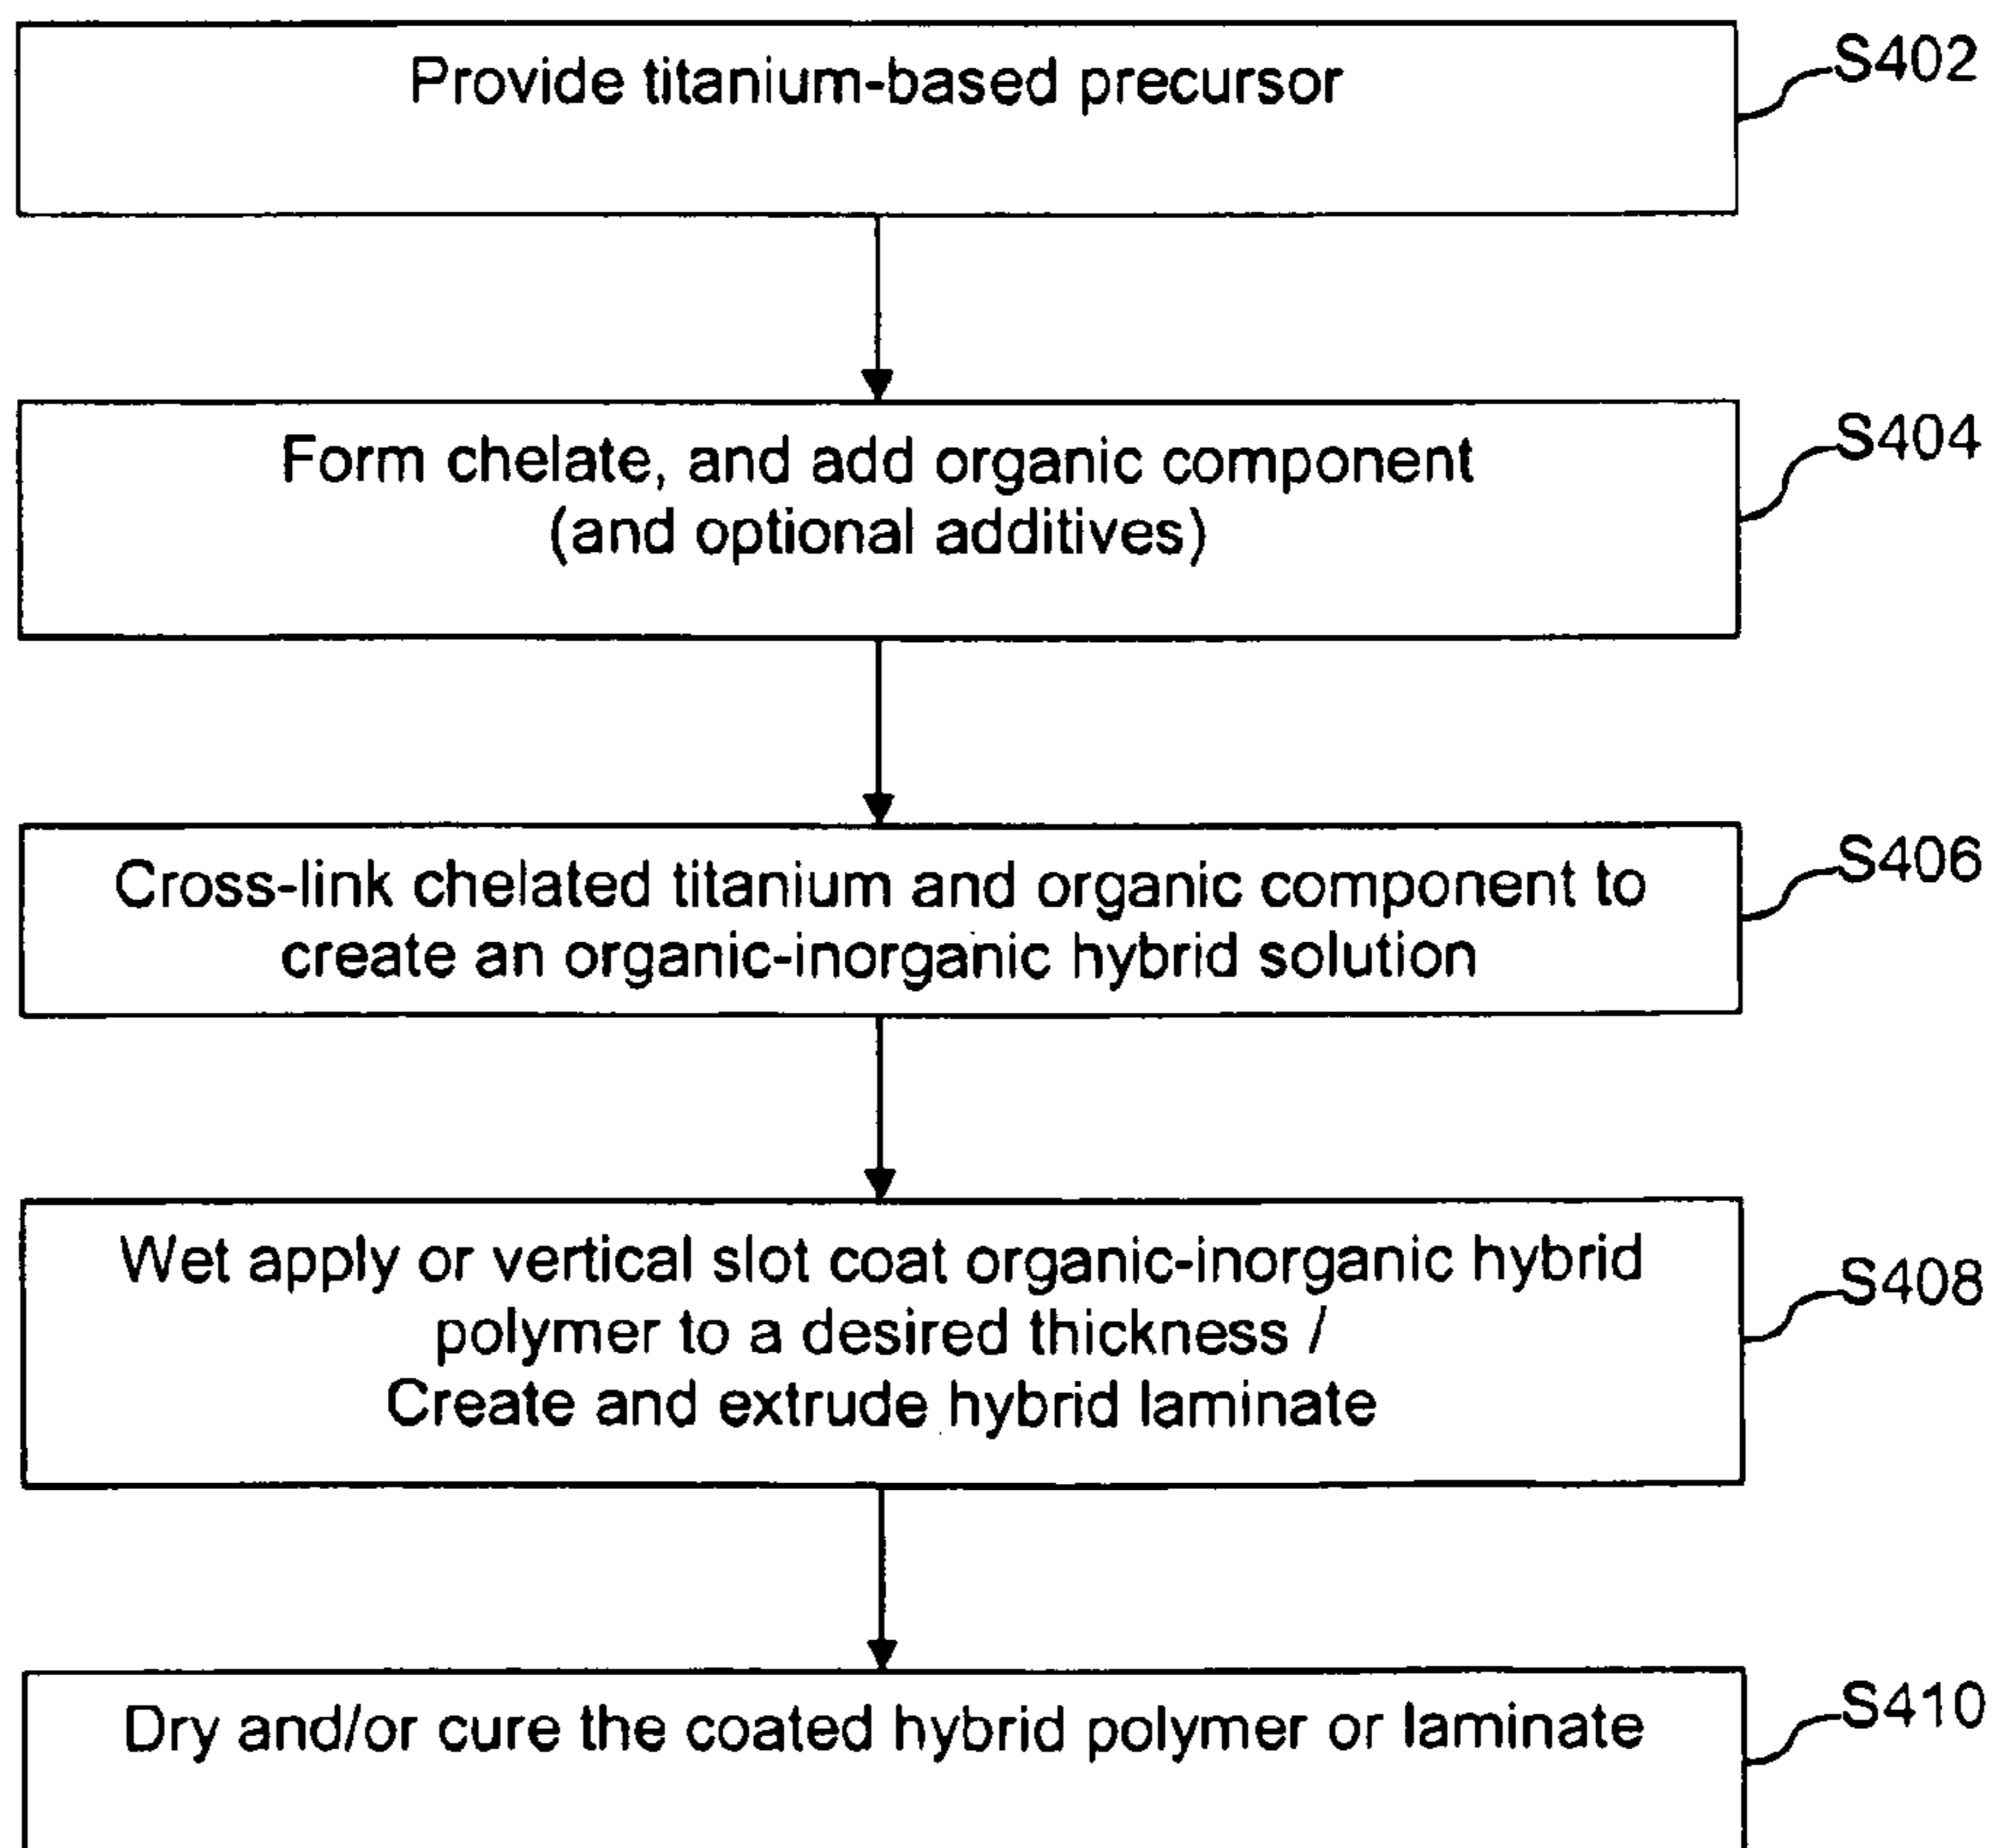 Provide titanium-based precursor
S402
Form chelate, and add organic component
(and optional additives)
S404
Cross-link chelated titanium and organic component to
create an organic-inorganic hybrid solution
S406
Wet apply or vertical slot coat organic-inorganic hybrid
polymer to a desired thickness /
Create and extrude hybrid laminate
S408
Dry and/or cure the coated hybrid polymer or laminate
S410